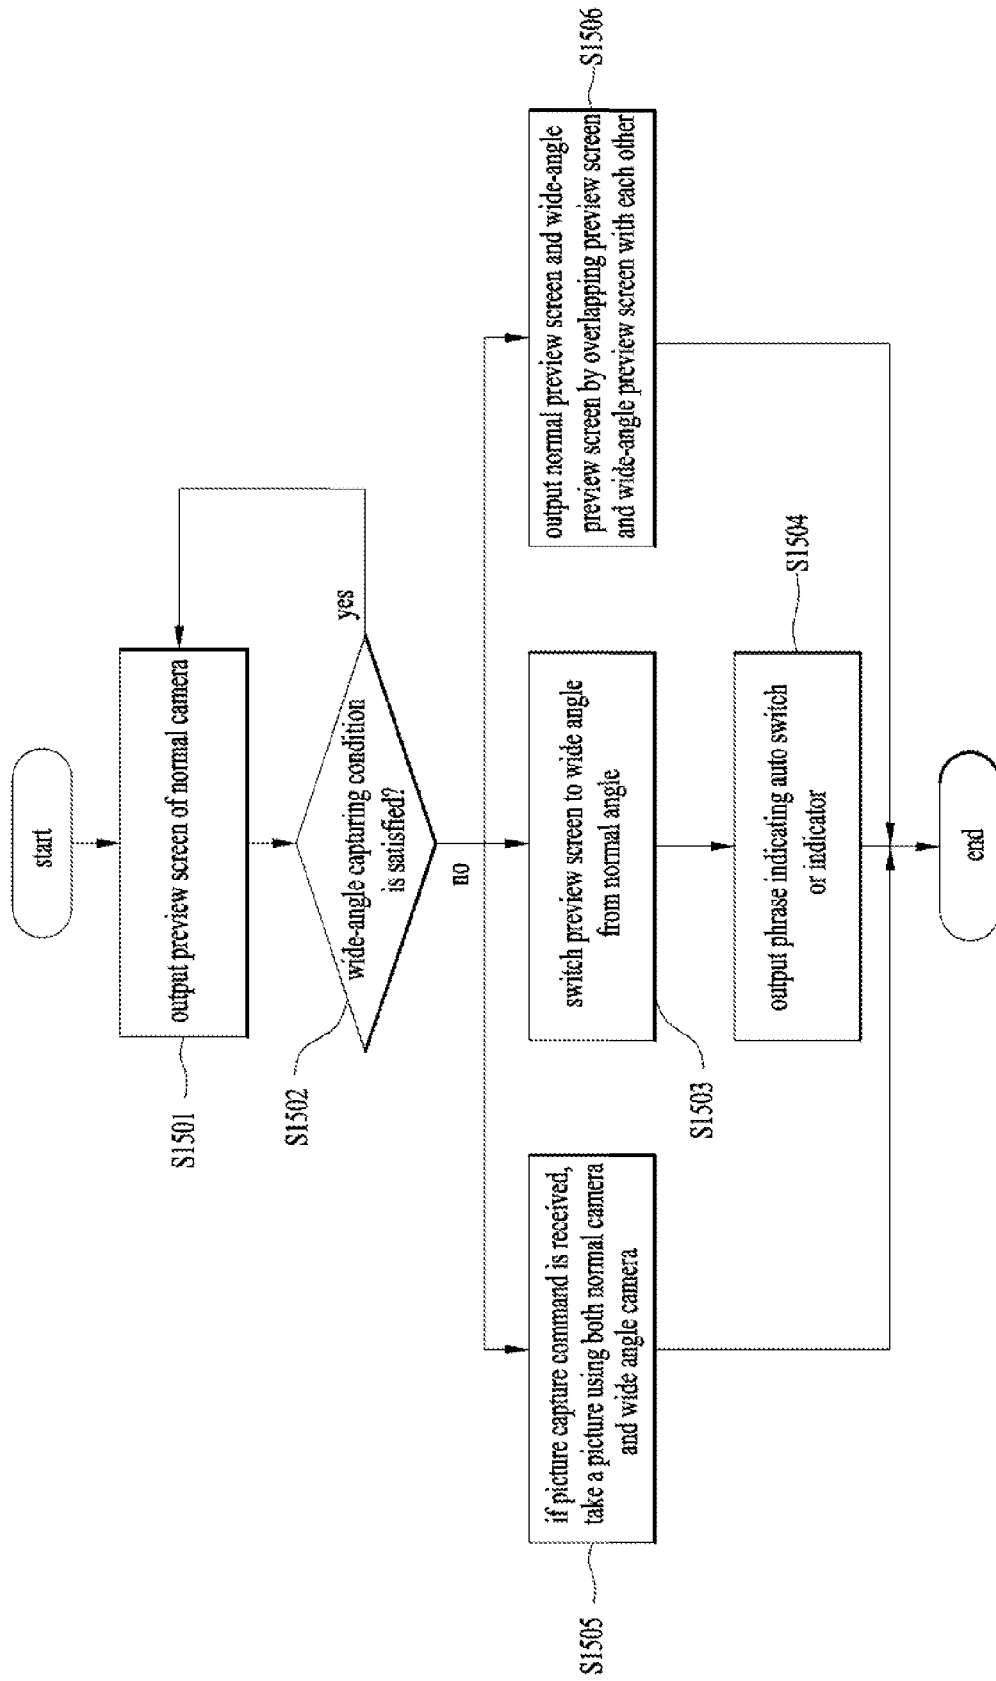 start
output preview screen of normal camera
S1501
wide-angle capturing condition
is satisfied?
S1502
yes
no
if picture capture command is received,
take a picture using both normal camera
and wide angle camera
S1505
switch preview screen to wide angle
from normal angle
S1503
output normal preview screen and wide-angle
preview screen by overlapping preview screen
and wide-angle preview screen with each other
S1506
output phrase indicating auto switch
or indicator
S1504
end